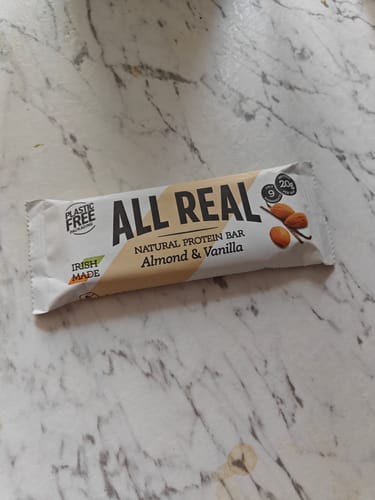 PLASTIC
FREE
ALL REAL
NATURAL PROTEIN BAR
Almond & Vanilla
IRISH
MADE
9
20g